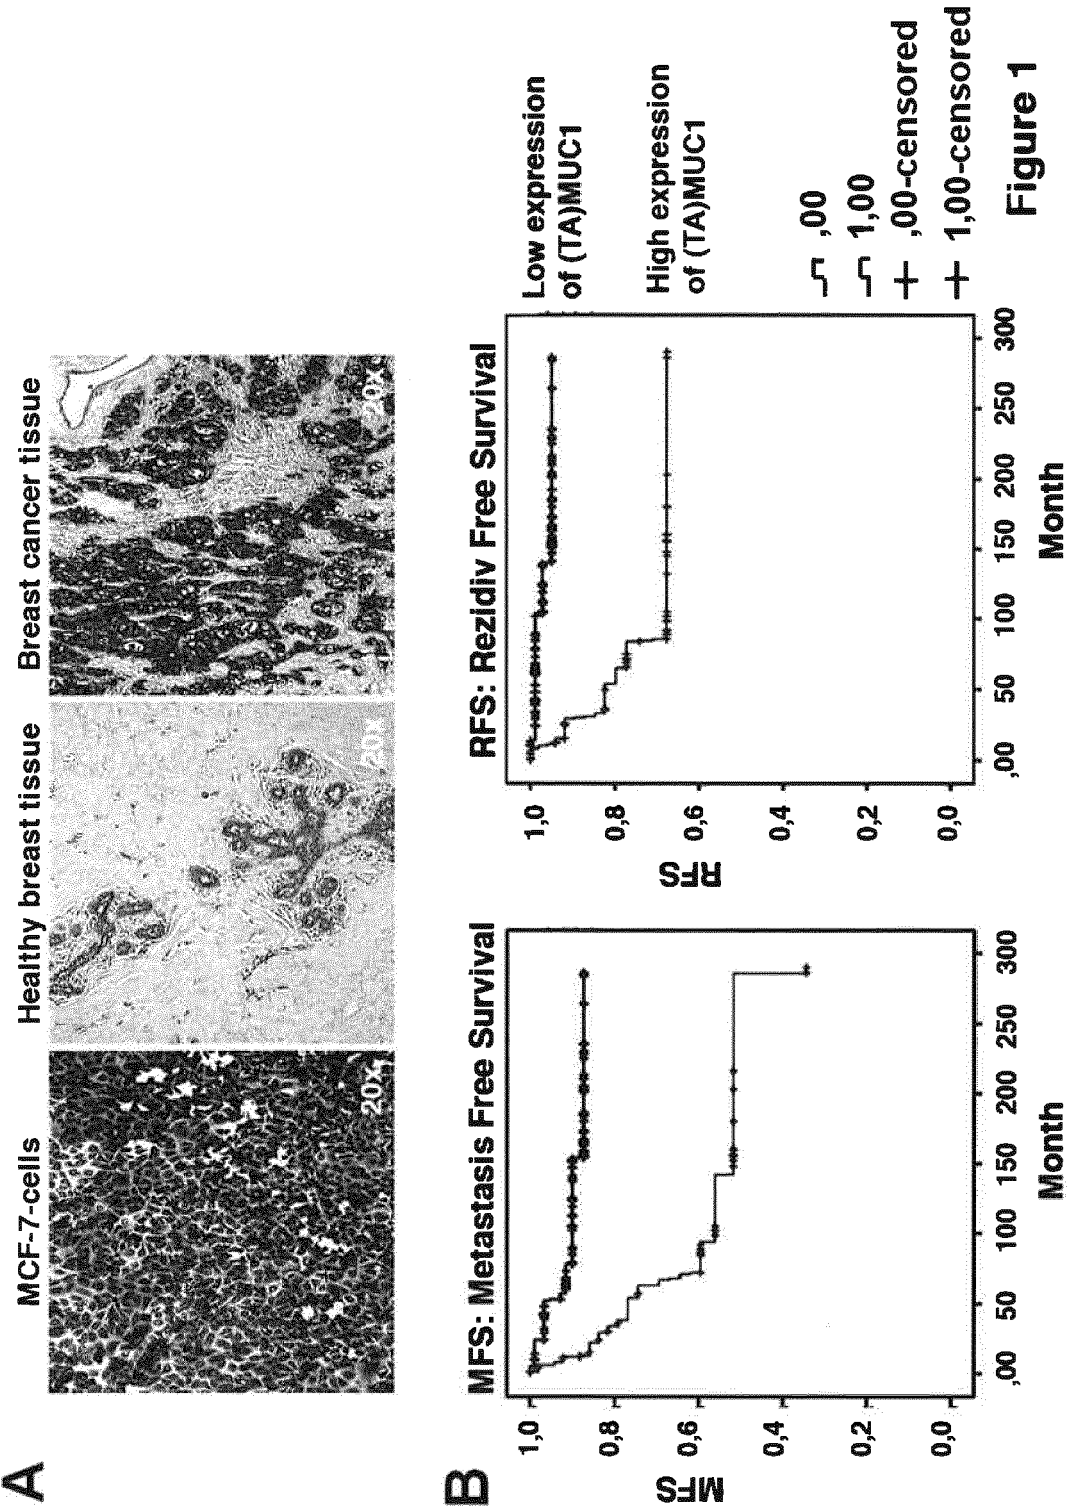 A
MCF-7-cells
Healthy breast tissue
Breast cancer tissue
20x
20x
20x
B
MFS: Metastasis Free Survival
MFS
1,0
0,8
0,6
0,4
0,2
0,0
,00
50
100
150
200
250
300
Month
RFS: Rezidiv Free Survival
RFS
1,0
0,8
0,6
0,4
0,2
0,0
,00
50
100
150
200
250
300
Month
Low expression
of (TA)MUC1
High expression
of (TA)MUC1
,00
1,00
,00-censored
1,00-censored
Figure 1